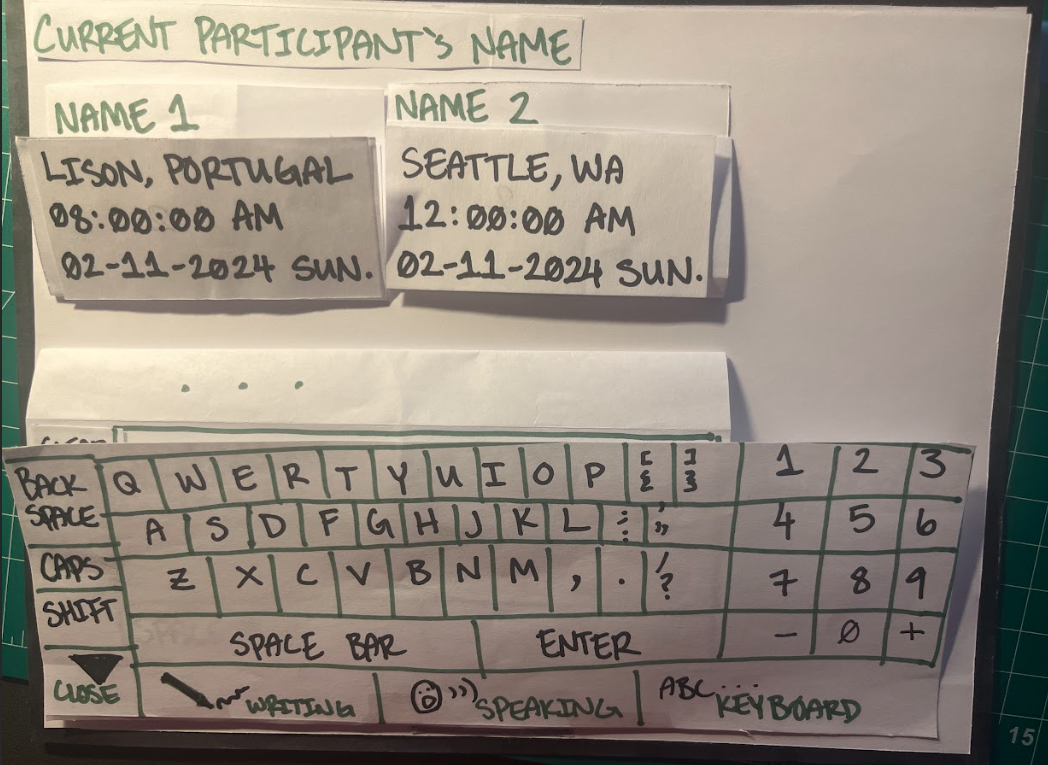 CURRENT PARTICIPANT'S NAME
NAME 1
NAME 2
LISON, PORTUGAL
08:00:00 AM
02-11-2024 SUN.
SEATTLE, WA
12:00:00 AM
02-11-2024 SUN.
. . .
BACK SPACE Q W E R T Y U I O P [ { ] } 1 2 3
A S D F G H J K L : ; ' " 4 5 6
CAPS Z X C V B N M , . / ? 7 8 9
SHIFT SPACE BAR ENTER - 0 +
CLOSE WRITING SPEAKING ABC... KEYBOARD
15